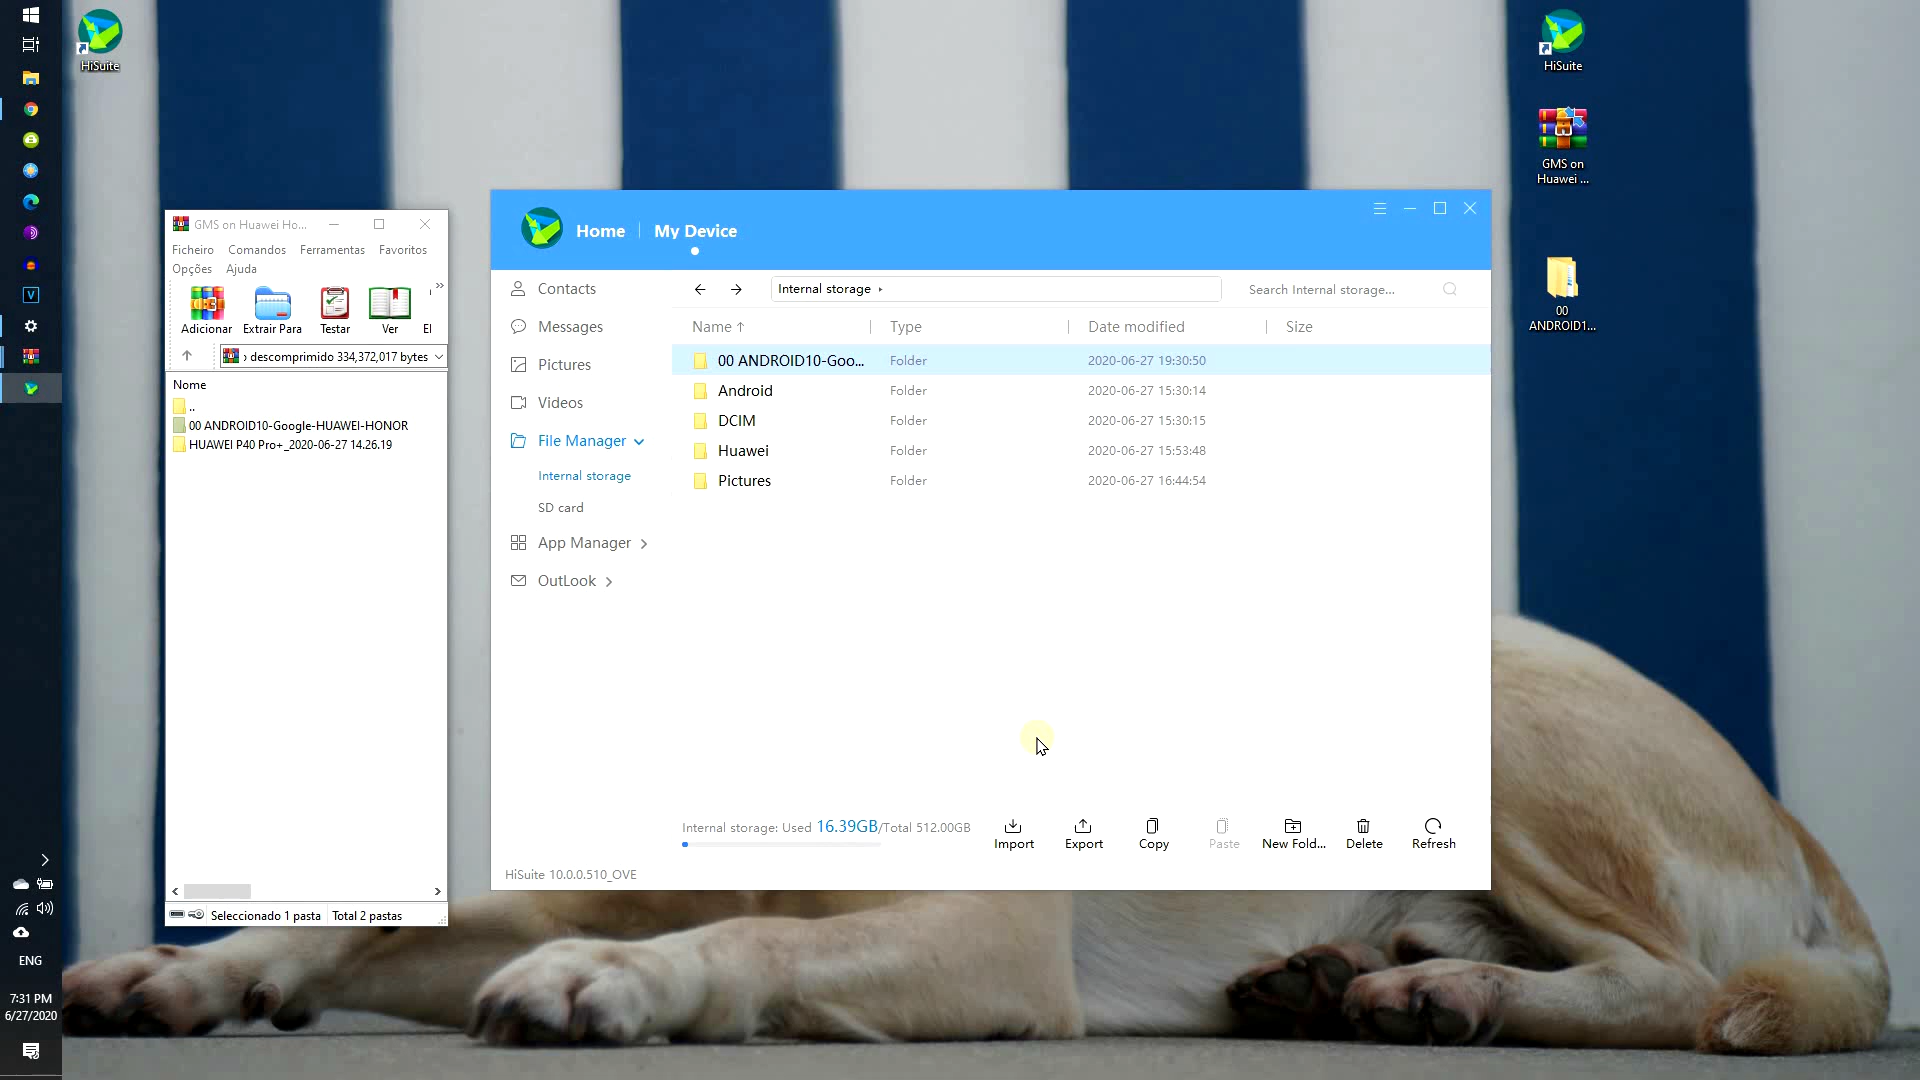 HiSuite
HiSuite
GMS on
Huawei ...
00
ANDROID1...
GMS on Huawei Ho...
Ficheiro Comandos Ferramentas Favoritos
Opções Ajuda
»
Adicionar Extrair Para Testar Ver El
descomprimido 334,372,017 bytes
Nome
..
00 ANDROID10-Google-HUAWEI-HONOR
HUAWEI P40 Pro+_2020-06-27 14.26.19
Seleccionado 1 pasta Total 2 pastas
Home My Device
Contacts
Messages
Pictures
Videos
File Manager
Internal storage
SD card
App Manager
OutLook
Internal storage
Search Internal storage...
Name Type Date modified Size
00 ANDROID10-Goo... Folder 2020-06-27 19:30:50
Android Folder 2020-06-27 15:30:14
DCIM Folder 2020-06-27 15:30:15
Huawei Folder 2020-06-27 15:53:48
Pictures Folder 2020-06-27 16:44:54
Internal storage: Used 16.39GB/Total 512.00GB
Import Export Copy Paste New Fold... Delete Refresh
HiSuite 10.0.0.510_OVE
V
ENG
7:31 PM
6/27/2020